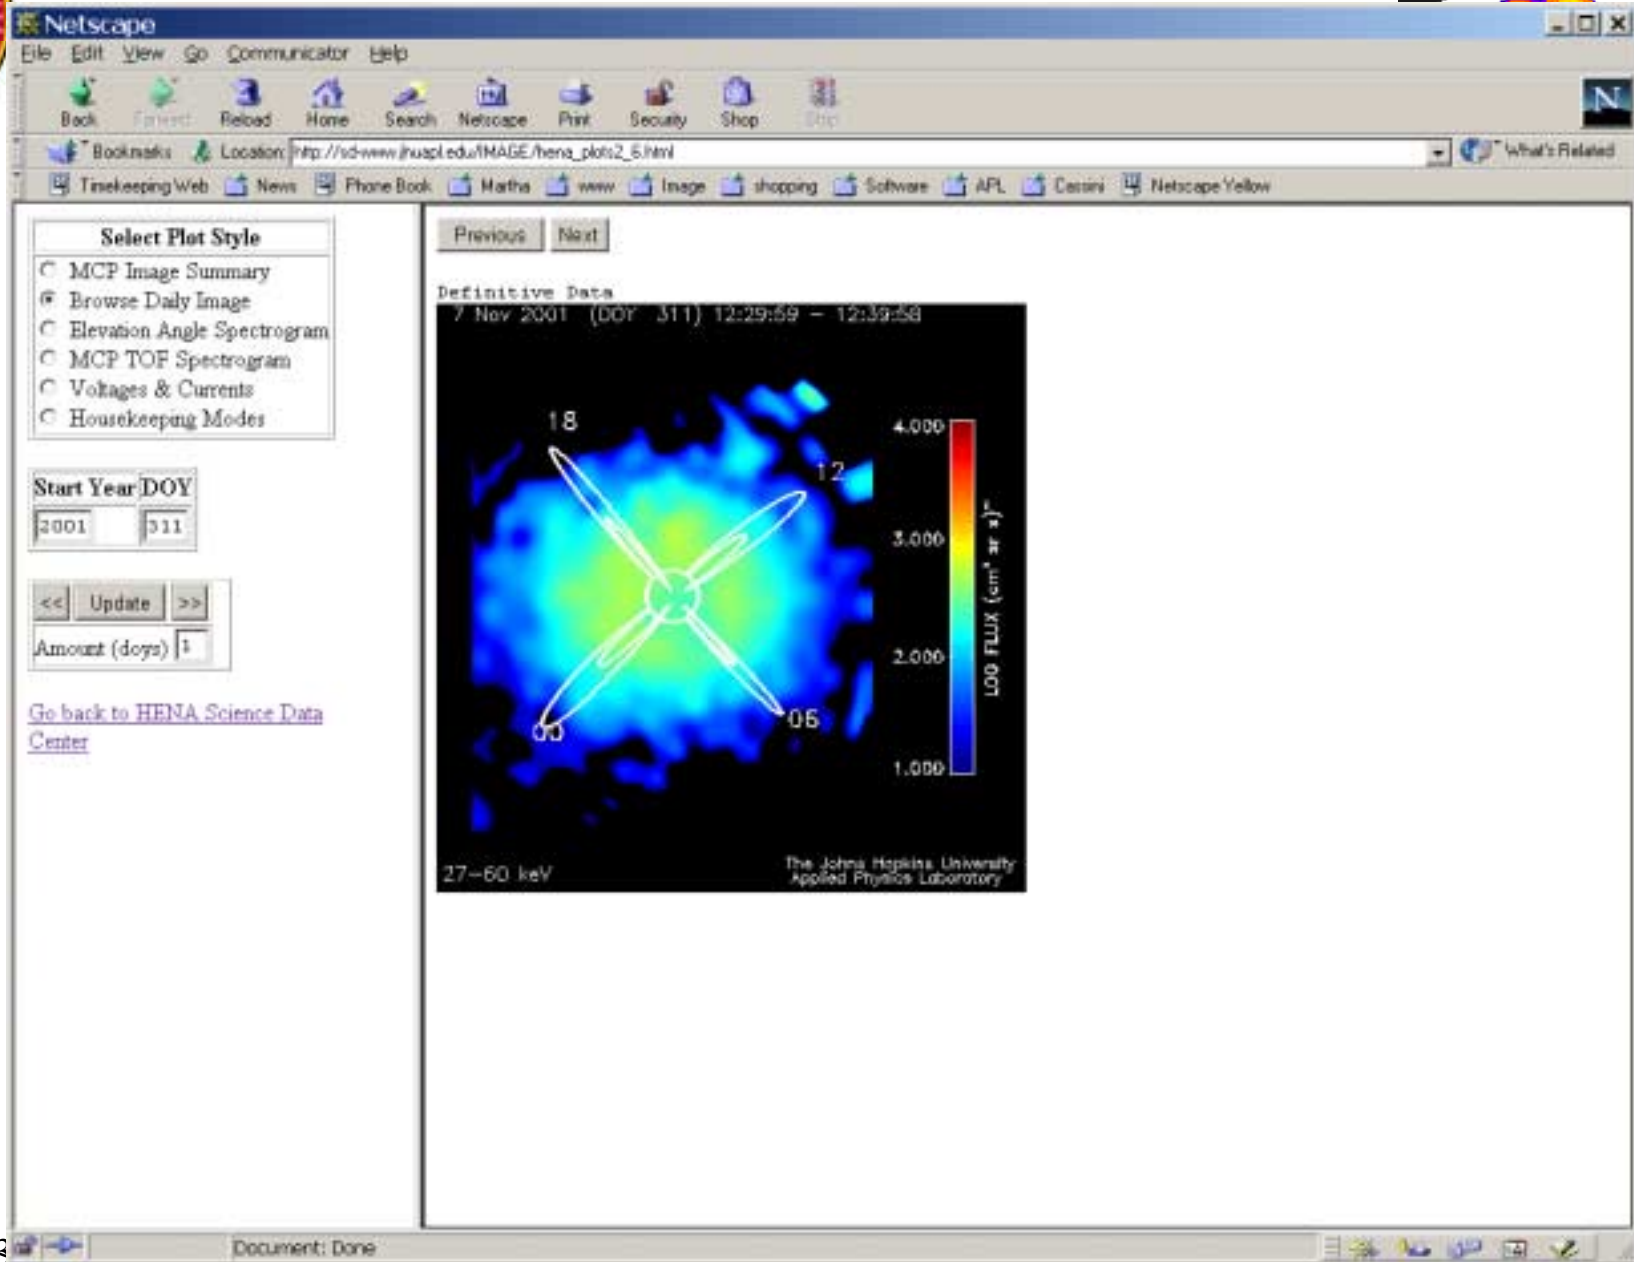 Netscape
File Edit View Go Communicator Help
Back Forward Reload Home Search Netscape Print Security Shop Stop
Bookmarks Location: http://sd-www.jhuapl.edu/IMAGE/hena_plots2_6.html What's Related
Timekeeping Web News Phone Book Martha www Image shopping Software APL Cassini Netscape Yellow
Select Plot Style
MCP Image Summary
Browse Daily Image
Elevation Angle Spectrogram
MCP TOF Spectrogram
Voltages & Currents
Housekeeping Modes
Start Year DOY
2001 311
<< Update >>
Amount (doys) 1
Go back to HENA Science Data
Center
Previous Next
Definitive Data
7 Nov 2001 (DOY 311) 12:29:59 – 12:39:58
18
12
00
06
4.000
3.000
2.000
1.000
LOG FLUX (cm² sr s)
27–60 keV
The Johns Hopkins University
Applied Physics Laboratory
Document: Done